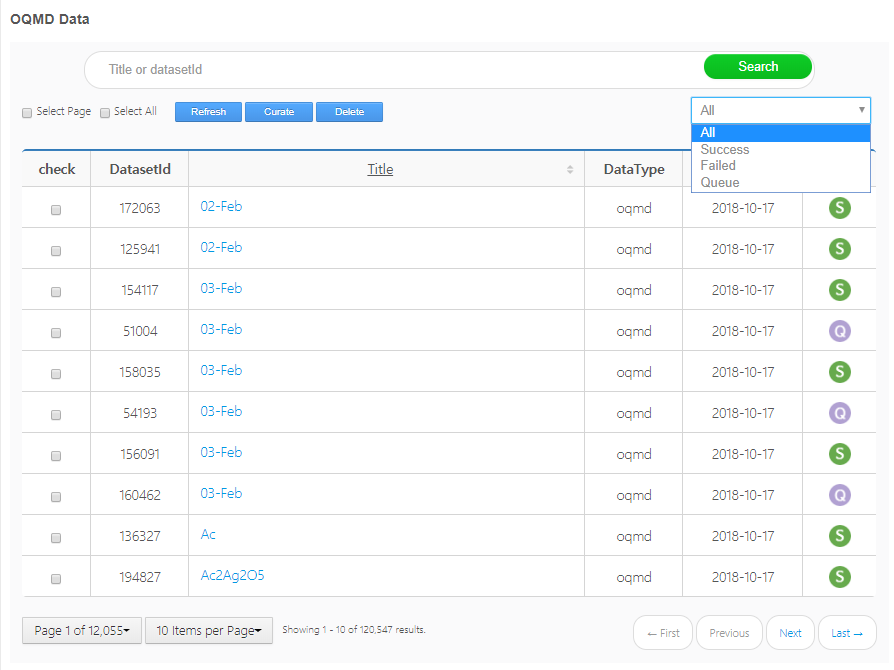 OQMD Data
Title or datasetId
Search
Select Page Select All Refresh Curate Delete All
All
Success
Failed
Queue
check DatasetId Title DataType
172063 02-Feb oqmd 2018-10-17 S
125941 02-Feb oqmd 2018-10-17 S
154117 03-Feb oqmd 2018-10-17 S
51004 03-Feb oqmd 2018-10-17 Q
158035 03-Feb oqmd 2018-10-17 S
54193 03-Feb oqmd 2018-10-17 Q
156091 03-Feb oqmd 2018-10-17 S
160462 03-Feb oqmd 2018-10-17 Q
136327 Ac oqmd 2018-10-17 S
194827 Ac2Ag2O5 oqmd 2018-10-17 S
Page 1 of 12,055 10 Items per Page Showing 1 - 10 of 120,547 results. ← First Previous Next Last →